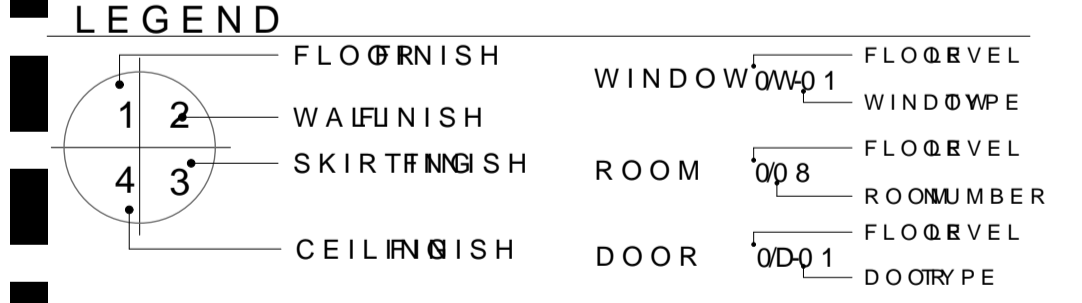 LEGEND
FLOOR FINISH
WALL FINISH
SKIRTING FINISH
CEILING FINISH
1 2
4 3
WINDOW 0/W-01
FLOOR LEVEL
WINDOW TYPE
ROOM 0/08
FLOOR LEVEL
ROOM NUMBER
DOOR 0/D-01
FLOOR LEVEL
DOOR TYPE